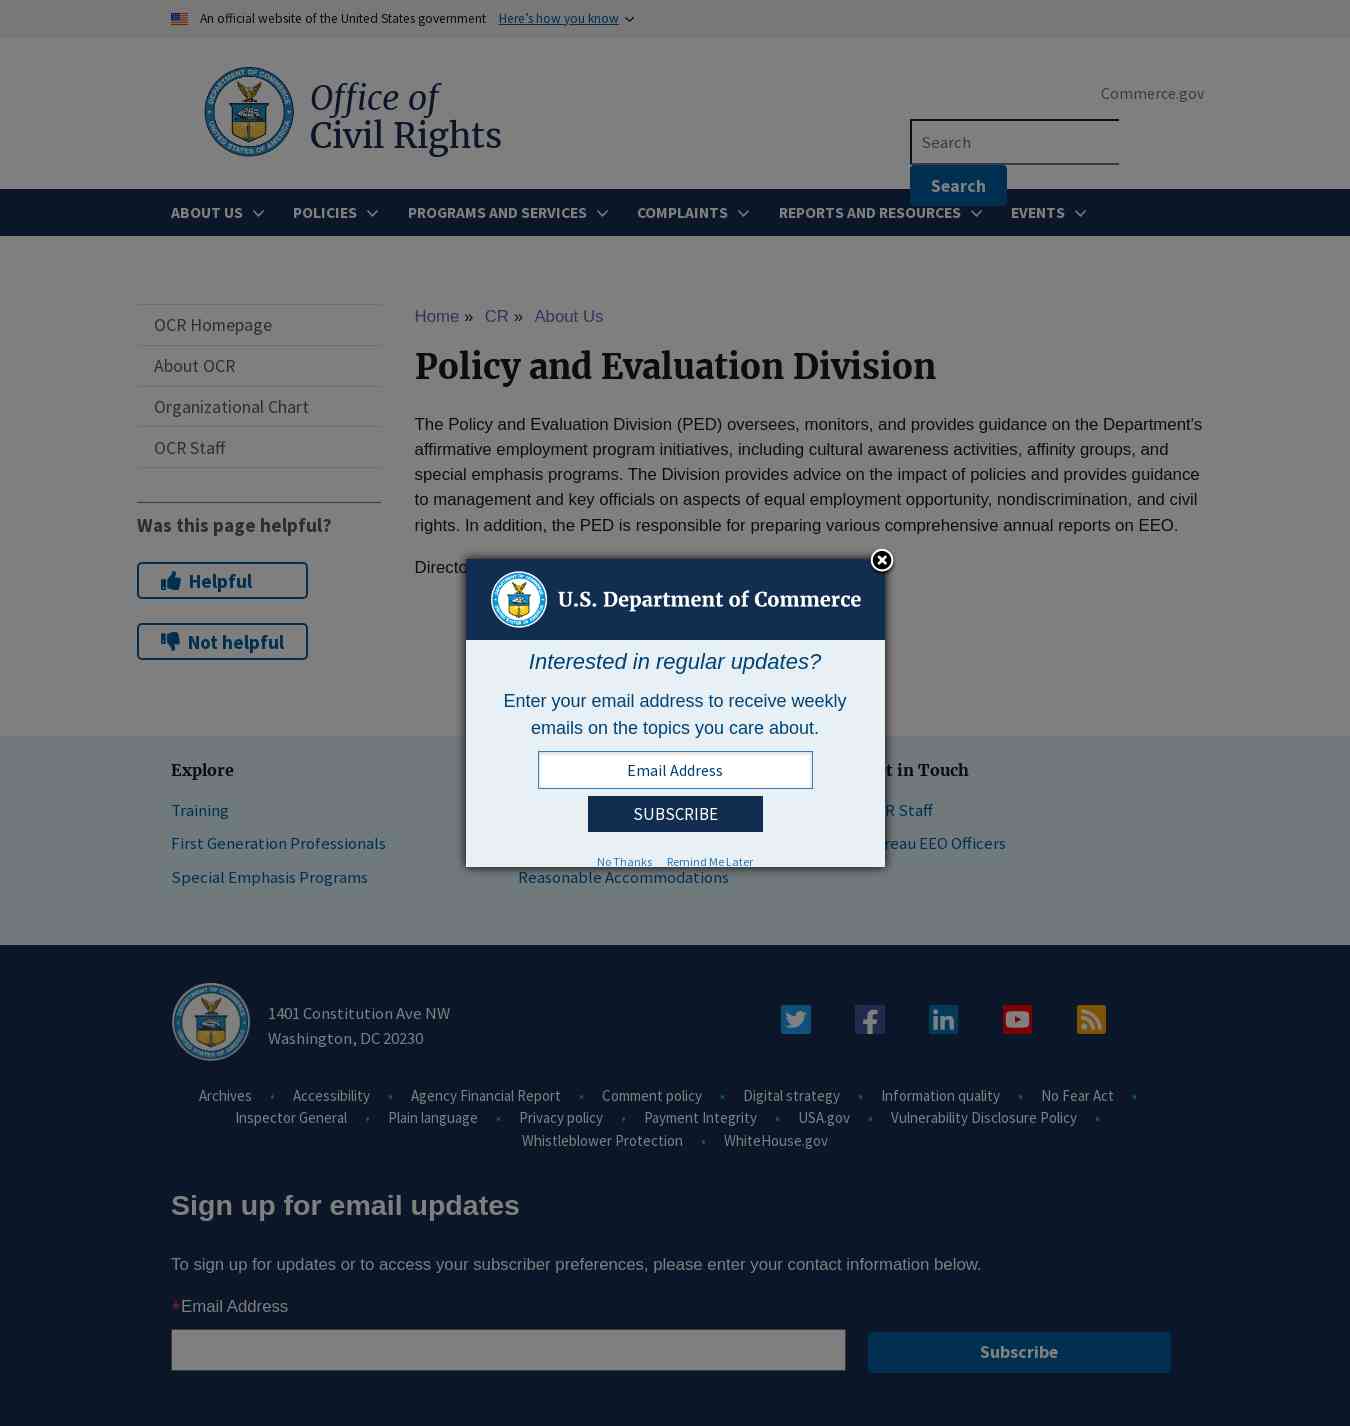 An official website of the United States government Here's how you know
Office of
Civil Rights
Commerce.gov
Search
Search
ABOUT US POLICIES PROGRAMS AND SERVICES COMPLAINTS REPORTS AND RESOURCES EVENTS
OCR Homepage
About OCR
Organizational Chart
OCR Staff
Was this page helpful?
Helpful
Not helpful
Home » CR » About Us
Policy and Evaluation Division
The Policy and Evaluation Division (PED) oversees, monitors, and provides guidance on the Department's
affirmative employment program initiatives, including cultural awareness activities, affinity groups, and
special emphasis programs. The Division provides advice on the impact of policies and provides guidance
to management and key officials on aspects of equal employment opportunity, nondiscrimination, and civil
rights. In addition, the PED is responsible for preparing various comprehensive annual reports on EEO.
U.S. Department of Commerce
Interested in regular updates?
Enter your email address to receive weekly
emails on the topics you care about.
Email Address
SUBSCRIBE
No Thanks Remind Me Later
Explore
Training
First Generation Professionals
Special Emphasis Programs
Reasonable Accommodations
in Touch
Staff
EEO Officers
DEPARTMENT OF COMMERCE
UNITED STATES OF AMERICA
1401 Constitution Ave NW
Washington, DC 20230
Archives • Accessibility • Agency Financial Report • Comment policy • Digital strategy • Information quality • No Fear Act •
Inspector General • Plain language • Privacy policy • Payment Integrity • USA.gov • Vulnerability Disclosure Policy •
Whistleblower Protection • WhiteHouse.gov
Sign up for email updates
To sign up for updates or to access your subscriber preferences, please enter your contact information below.
*Email Address
Subscribe